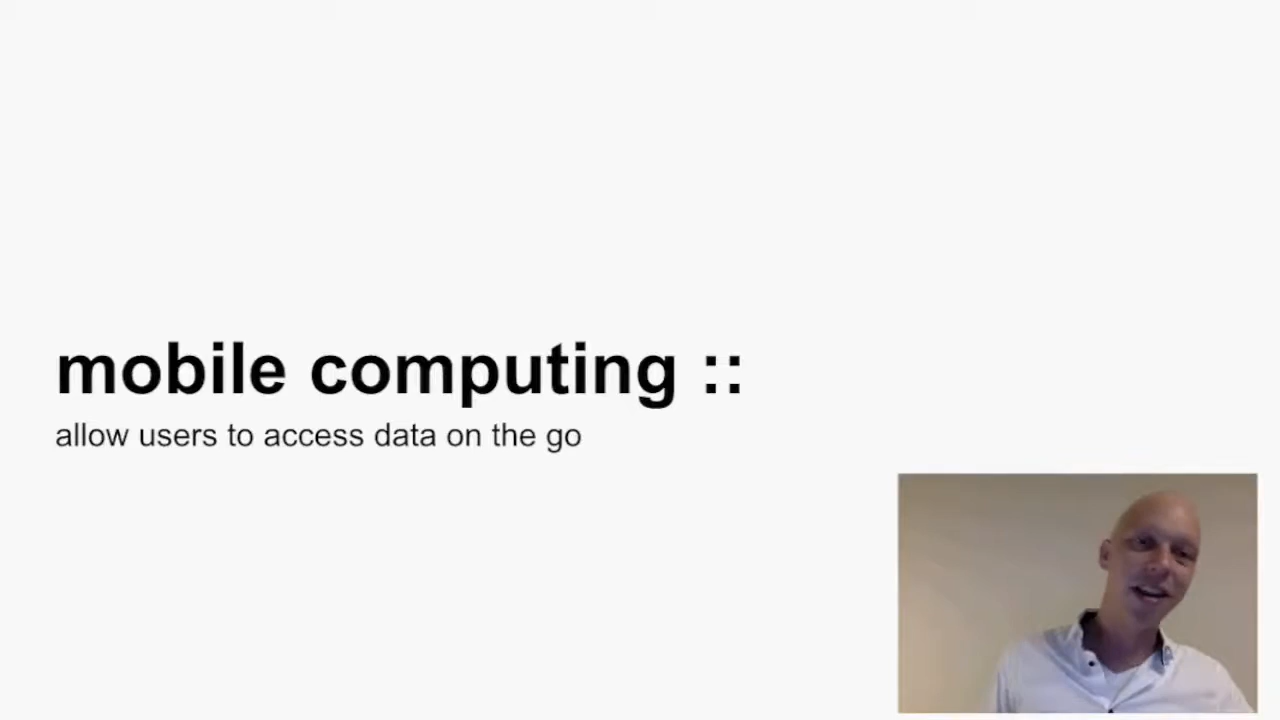 mobile computing ::
allow users to access data on the go